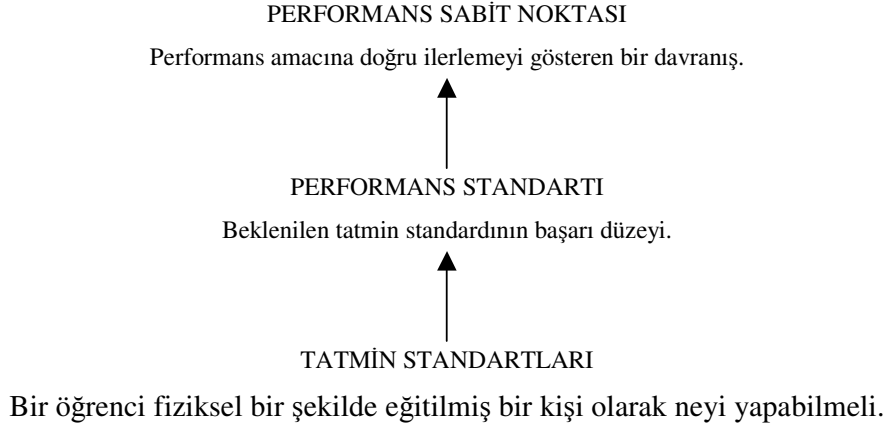 PERFORMANS SABİT NOKTASI
Performans amacına doğru ilerlemeyi gösteren bir davranış.
PERFORMANS STANDARTI
Beklenilen tatmin standardının başarı düzeyi.
TATMİN STANDARTLARI
Bir öğrenci fiziksel bir şekilde eğitilmiş bir kişi olarak neyi yapabilmeli.